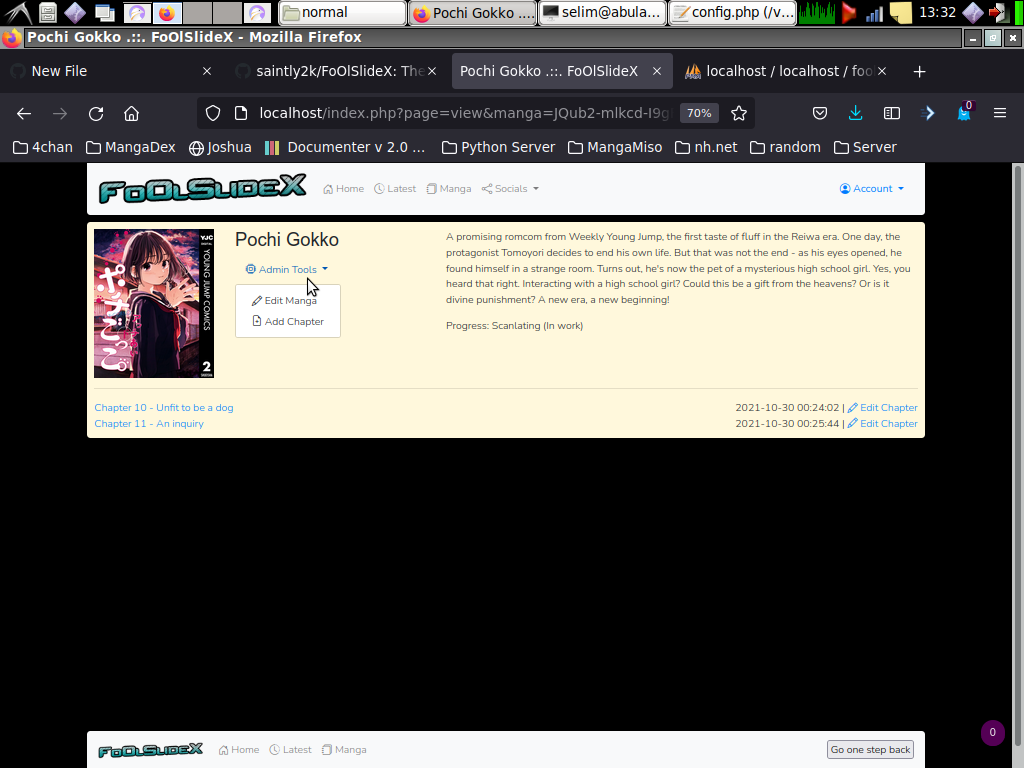 normal
Pochi Gokko ....
selim@abula...
config.php (/v...
13:32
Pochi Gokko .::. FoOlSlideX - Mozilla Firefox
New File
saintly2k/FoOlSlideX: The
Pochi Gokko .::. FoOlSlideX
localhost / localhost / foo
localhost/index.php?page=view&manga=JQub2-mlkcd-I9g
70%
0
4chan
MangaDex
Joshua
Documenter v 2.0 ...
Python Server
MangaMiso
nh.net
random
Server
FoOlSlideX
Home
Latest
Manga
Socials
Account
YJC
YOUNG JUMP COMICS
ポチごっこ。
2
Pochi Gokko
Admin Tools
Edit Manga
Add Chapter
A promising romcom from Weekly Young Jump, the first taste of fluff in the Reiwa era. One day, the
protagonist Tomoyori decides to end his own life. But that was not the end - as his eyes opened, he
found himself in a strange room. Turns out, he's now the pet of a mysterious high school girl. Yes, you
heard that right. Interacting with a high school girl? Could this be a gift from the heavens? Or is it
divine punishment? A new era, a new beginning!
Progress: Scanlating (In work)
Chapter 10 - Unfit to be a dog
2021-10-30 00:24:02 | Edit Chapter
Chapter 11 - An inquiry
2021-10-30 00:25:44 | Edit Chapter
0
FoOlSlideX
Home
Latest
Manga
Go one step back